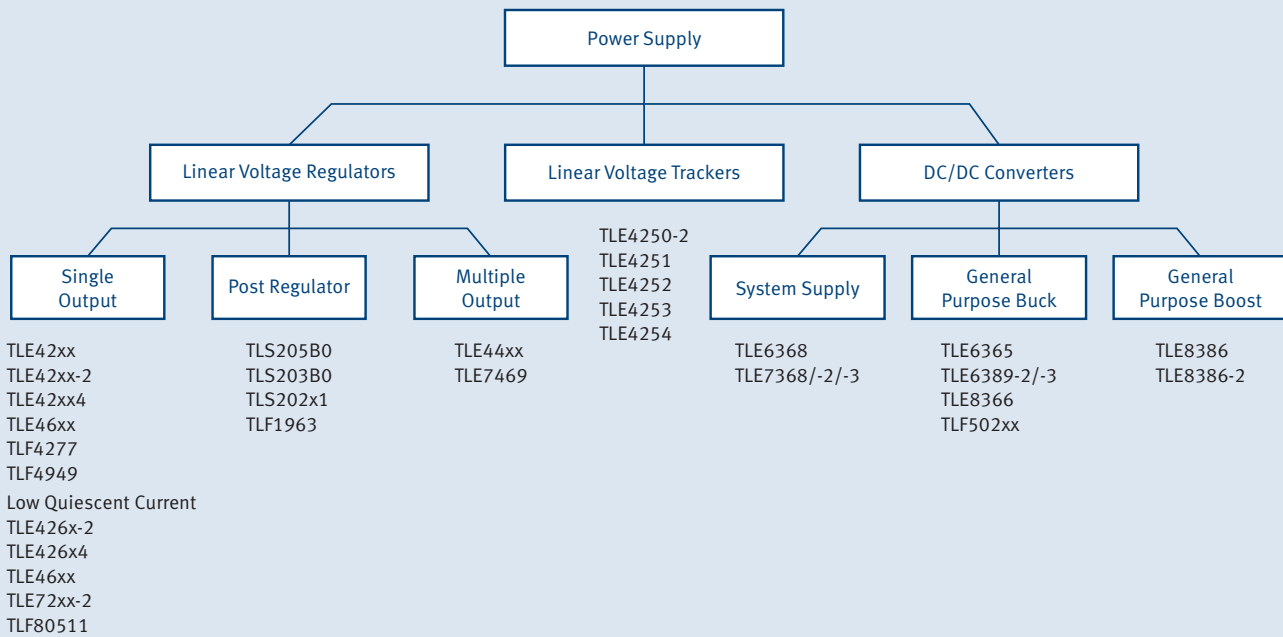 Power Supply
Linear Voltage Regulators
Linear Voltage Trackers
DC/DC Converters
Single
Output
Post Regulator
Multiple
Output
TLE4250-2
TLE4251
TLE4252
TLE4253
TLE4254
System Supply
General
Purpose Buck
General
Purpose Boost
TLE42xx
TLE42xx-2
TLE42xx4
TLE46xx
TLF4277
TLF4949
Low Quiescent Current
TLE426x-2
TLE426x4
TLE46xx
TLE72xx-2
TLF80511
TLS205B0
TLS203B0
TLS202x1
TLF1963
TLE44xx
TLE7469
TLE6368
TLE7368/-2/-3
TLE6365
TLE6389-2/-3
TLE8366
TLF502xx
TLE8386
TLE8386-2